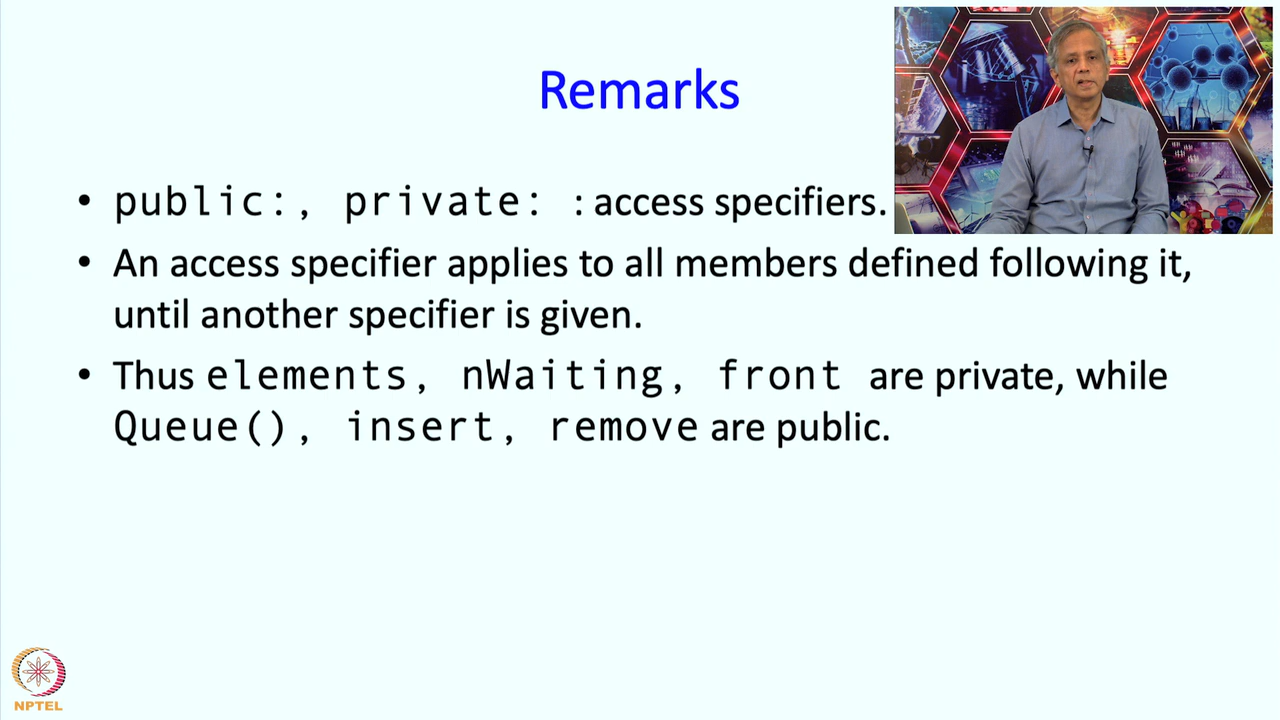 Remarks
• public:, private: : access specifiers.
• An access specifier applies to all members defined following it,
until another specifier is given.
• Thus elements, nWaiting, front are private, while
Queue(), insert, remove are public.
NPTEL